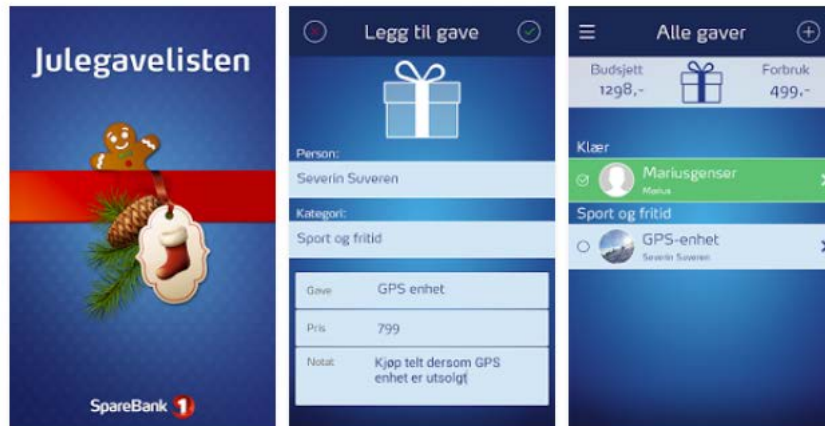 Julegavelisten
SpareBank 1
Legg til gave
Person:
Severin Suveren
Kategori:
Sport og fritid
Gave GPS enhet
Pris 799
Notat Kjøp telt dersom GPS
enhet er utsolgt
Alle gaver
Budsjett Forbruk
1298,- 499,-
Klær
Mariusgenser
Marius
Sport og fritid
GPS-enhet
Severin Suveren